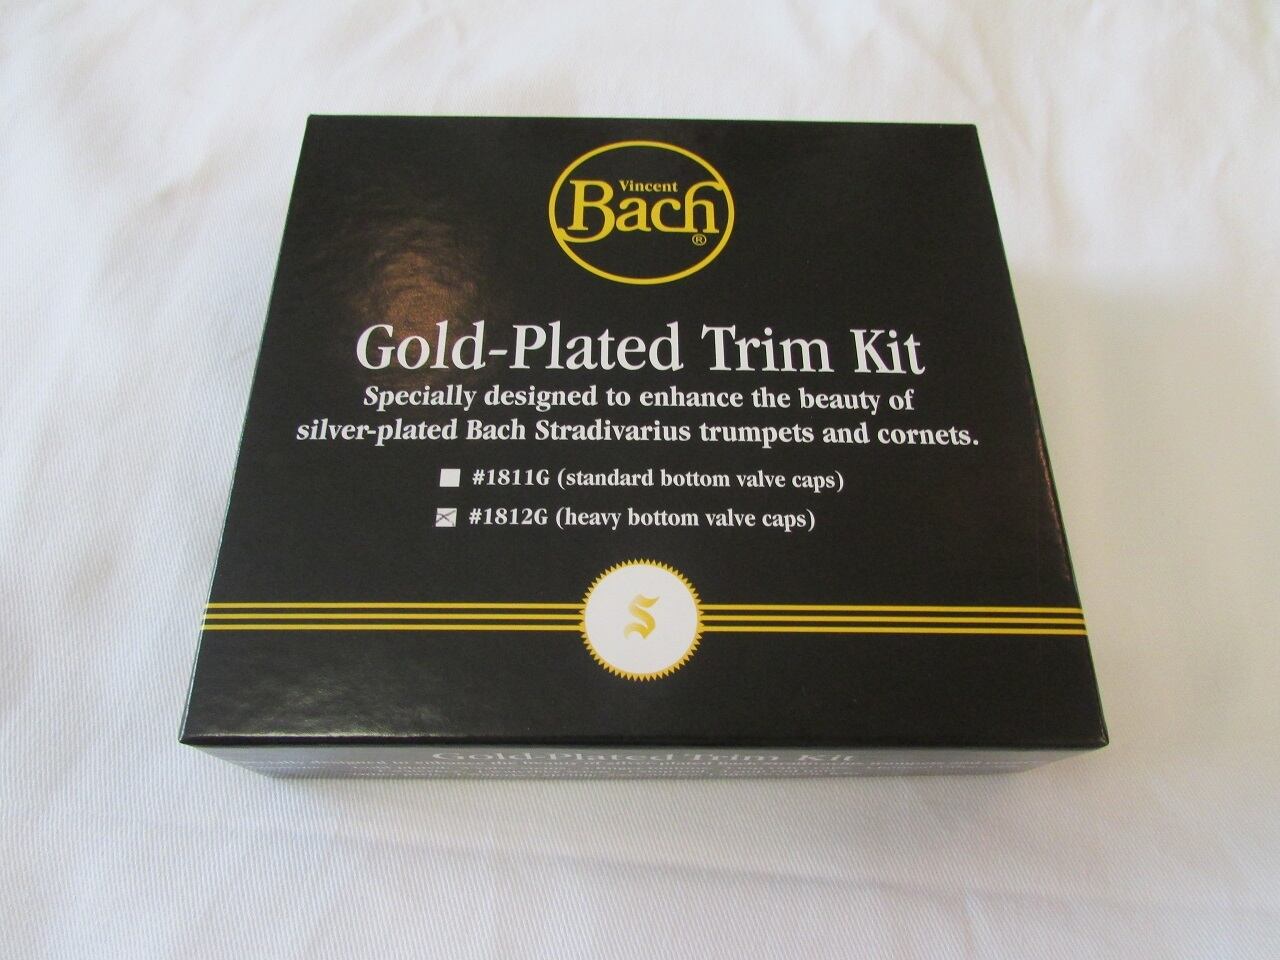 Vincent
Bach
®
Gold-Plated Trim Kit
Specially designed to enhance the beauty of
silver-plated Bach Stradivarius trumpets and cornets.
#1811G (standard bottom valve caps)
#1812G (heavy bottom valve caps)
S
Gold-Plated Trim Kit